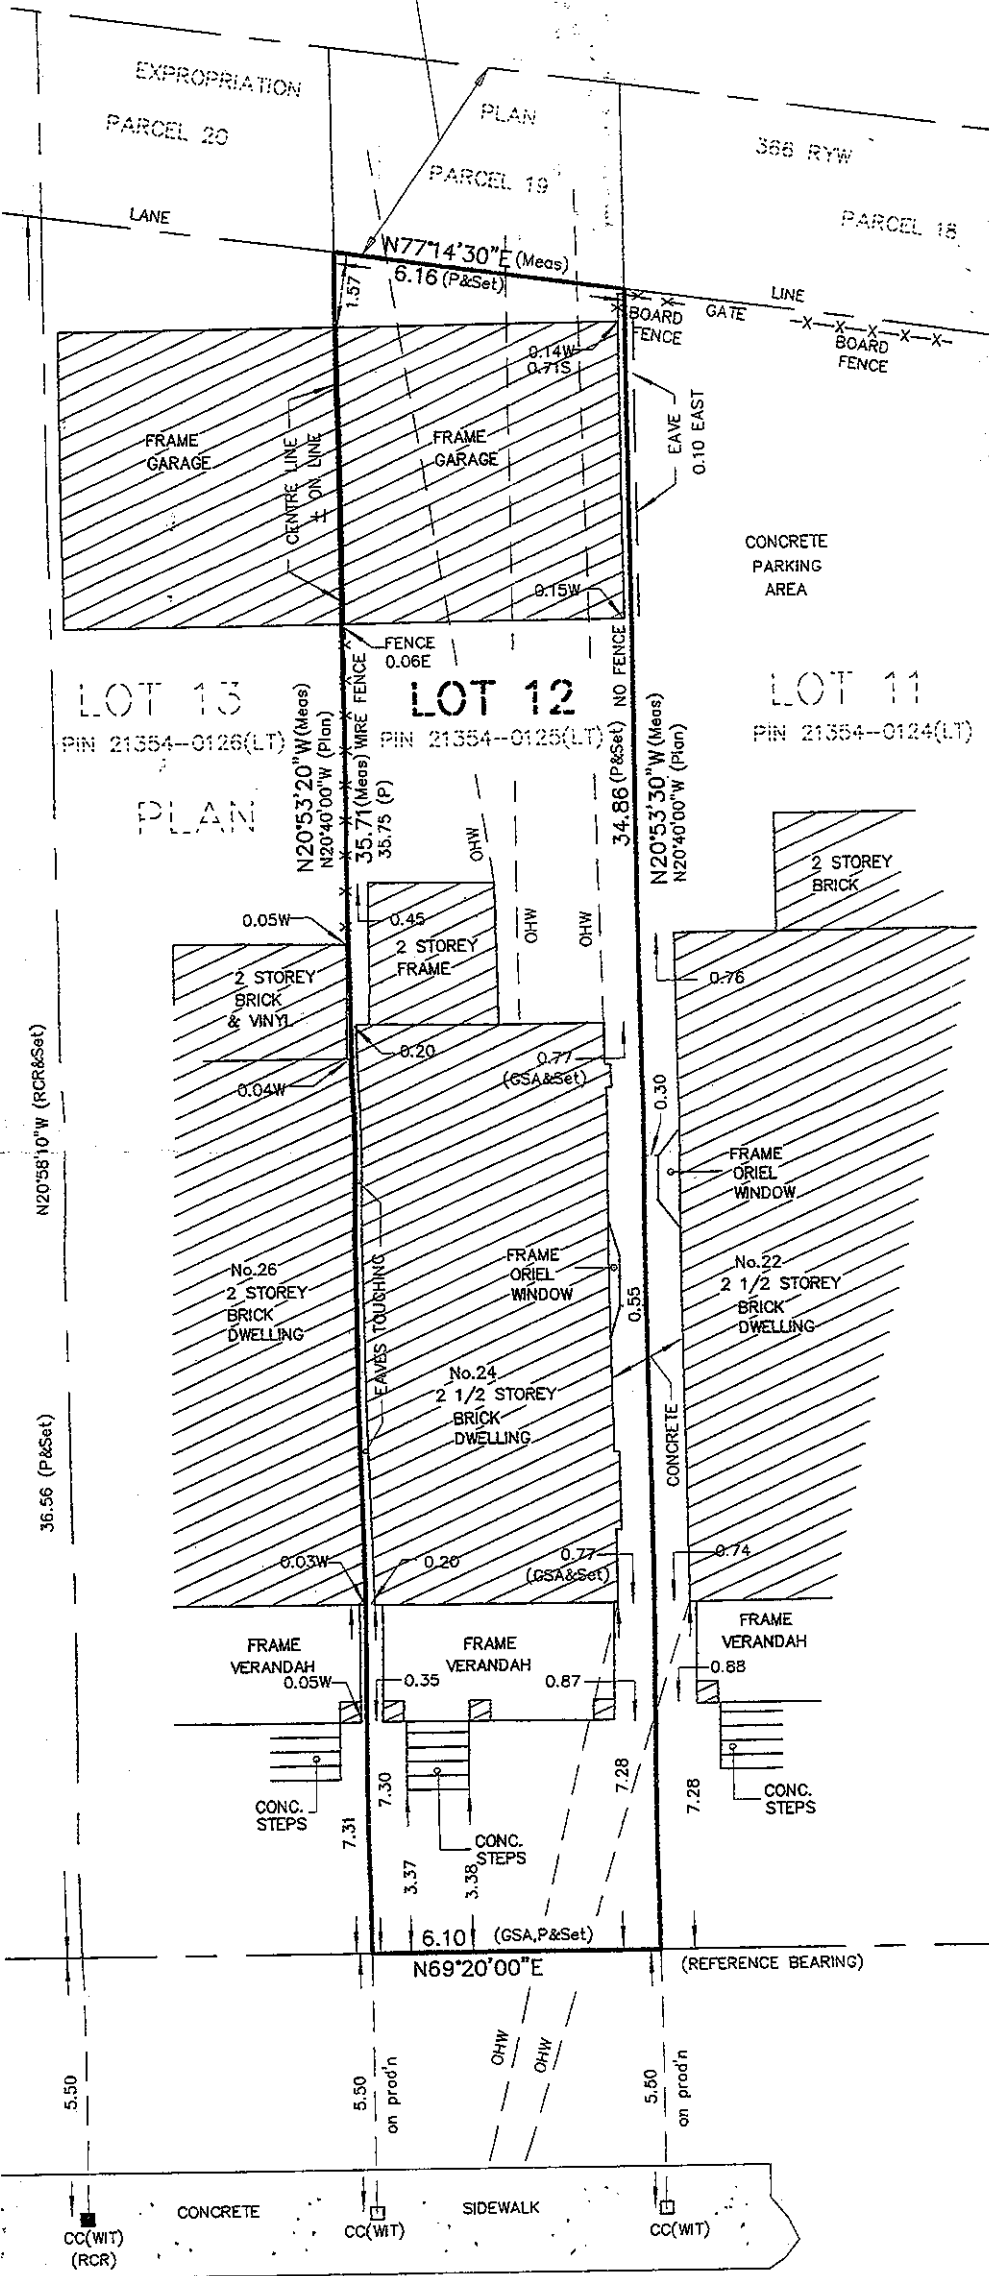 EXPROPRIATION
PLAN
366 RYW
PARCEL 20
PARCEL 19
PARCEL 18
LANE
LINE
N77°14'30"E (Meas)
6.16 (P&Set)
1.57
BOARD
FENCE
GATE
BOARD
FENCE
0.14W
0.71S
EAVE
0.10 EAST
FRAME
GARAGE
CENTRE LINE
± ON LINE
FRAME
GARAGE
CONCRETE
PARKING
AREA
0.15W
FENCE
0.06E
LOT 13
PIN 21354-0126(LT)
PLAN
LOT 12
PIN 21354-0125(LT)
LOT 11
PIN 21354-0124(LT)
N20°53'20"W (Meas)
N20°40'00"W (Plan)
35.71 (Meas) WIRE FENCE
35.75 (P)
34.86 (P&Set) NO FENCE
N20°53'30"W (Meas)
N20°40'00"W (Plan)
OHW
OHW
OHW
2 STOREY
BRICK
0.05W
0.45
2 STOREY
FRAME
0.76
2 STOREY
BRICK
& VINYL
0.20
0.77
(GSA&Set)
0.04W
0.30
N20°58'10"W (RCR&Set)
FRAME
ORIEL
WINDOW
FRAME
ORIEL
WINDOW
No.26
2 STOREY
BRICK
DWELLING
EAVES TOUCHING
0.55
No.22
2 1/2 STOREY
BRICK
DWELLING
No.24
2 1/2 STOREY
BRICK
DWELLING
CONCRETE
36.56 (P&Set)
0.03W
0.20
0.77
(GSA&Set)
0.74
FRAME
VERANDAH
FRAME
VERANDAH
FRAME
VERANDAH
0.05W
0.35
0.87
0.88
CONC.
STEPS
7.31
7.30
3.37
3.38
CONC.
STEPS
7.28
7.28
CONC.
STEPS
6.10 (GSA,P&Set)
N69°20'00"E
(REFERENCE BEARING)
OHW
OHW
5.50
5.50
on prod'n
5.50
on prod'n
CONCRETE
SIDEWALK
CC(WIT)
(RCR)
CC(WIT)
CC(WIT)